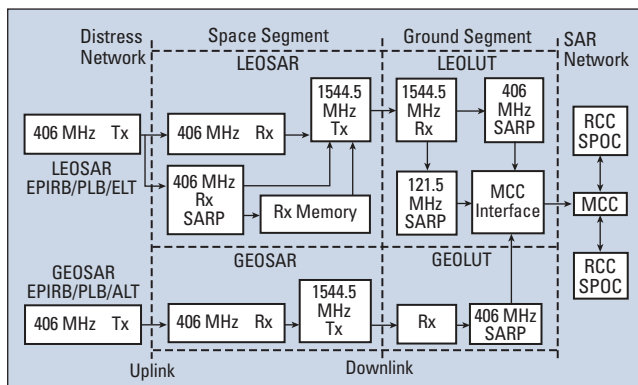 Distress
Network
Space Segment
Ground Segment
SAR
Network
LEOSAR
LEOLUT
406 MHz Tx
LEOSAR
EPIRB/PLB/ELT
406 MHz Rx
1544.5
MHz
Tx
406 MHz
Rx
SARP
Rx Memory
1544.5
MHz
Rx
406
MHz
SARP
121.5
MHz
SARP
MCC
Interface
RCC
SPOC
MCC
RCC
SPOC
GEOSAR
EPIRB/PLB/ALT
406 MHz Tx
GEOSAR
406 MHz Rx
1544.5
MHz
Tx
GEOLUT
Rx
406 MHz
SARP
Uplink
Downlink